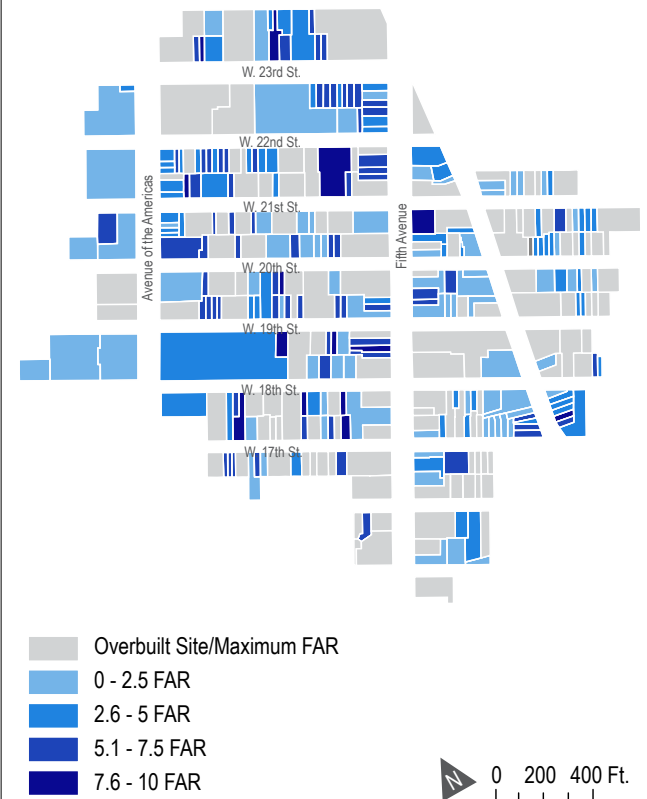 W. 23rd St.
W. 22nd St.
Avenue of the Americas
W. 21st St.
Fifth Avenue
W. 20th St.
W. 19th St.
W. 18th St.
W. 17th St.
Overbuilt Site/Maximum FAR
0 - 2.5 FAR
2.6 - 5 FAR
5.1 - 7.5 FAR
7.6 - 10 FAR
N
0 200 400 Ft.